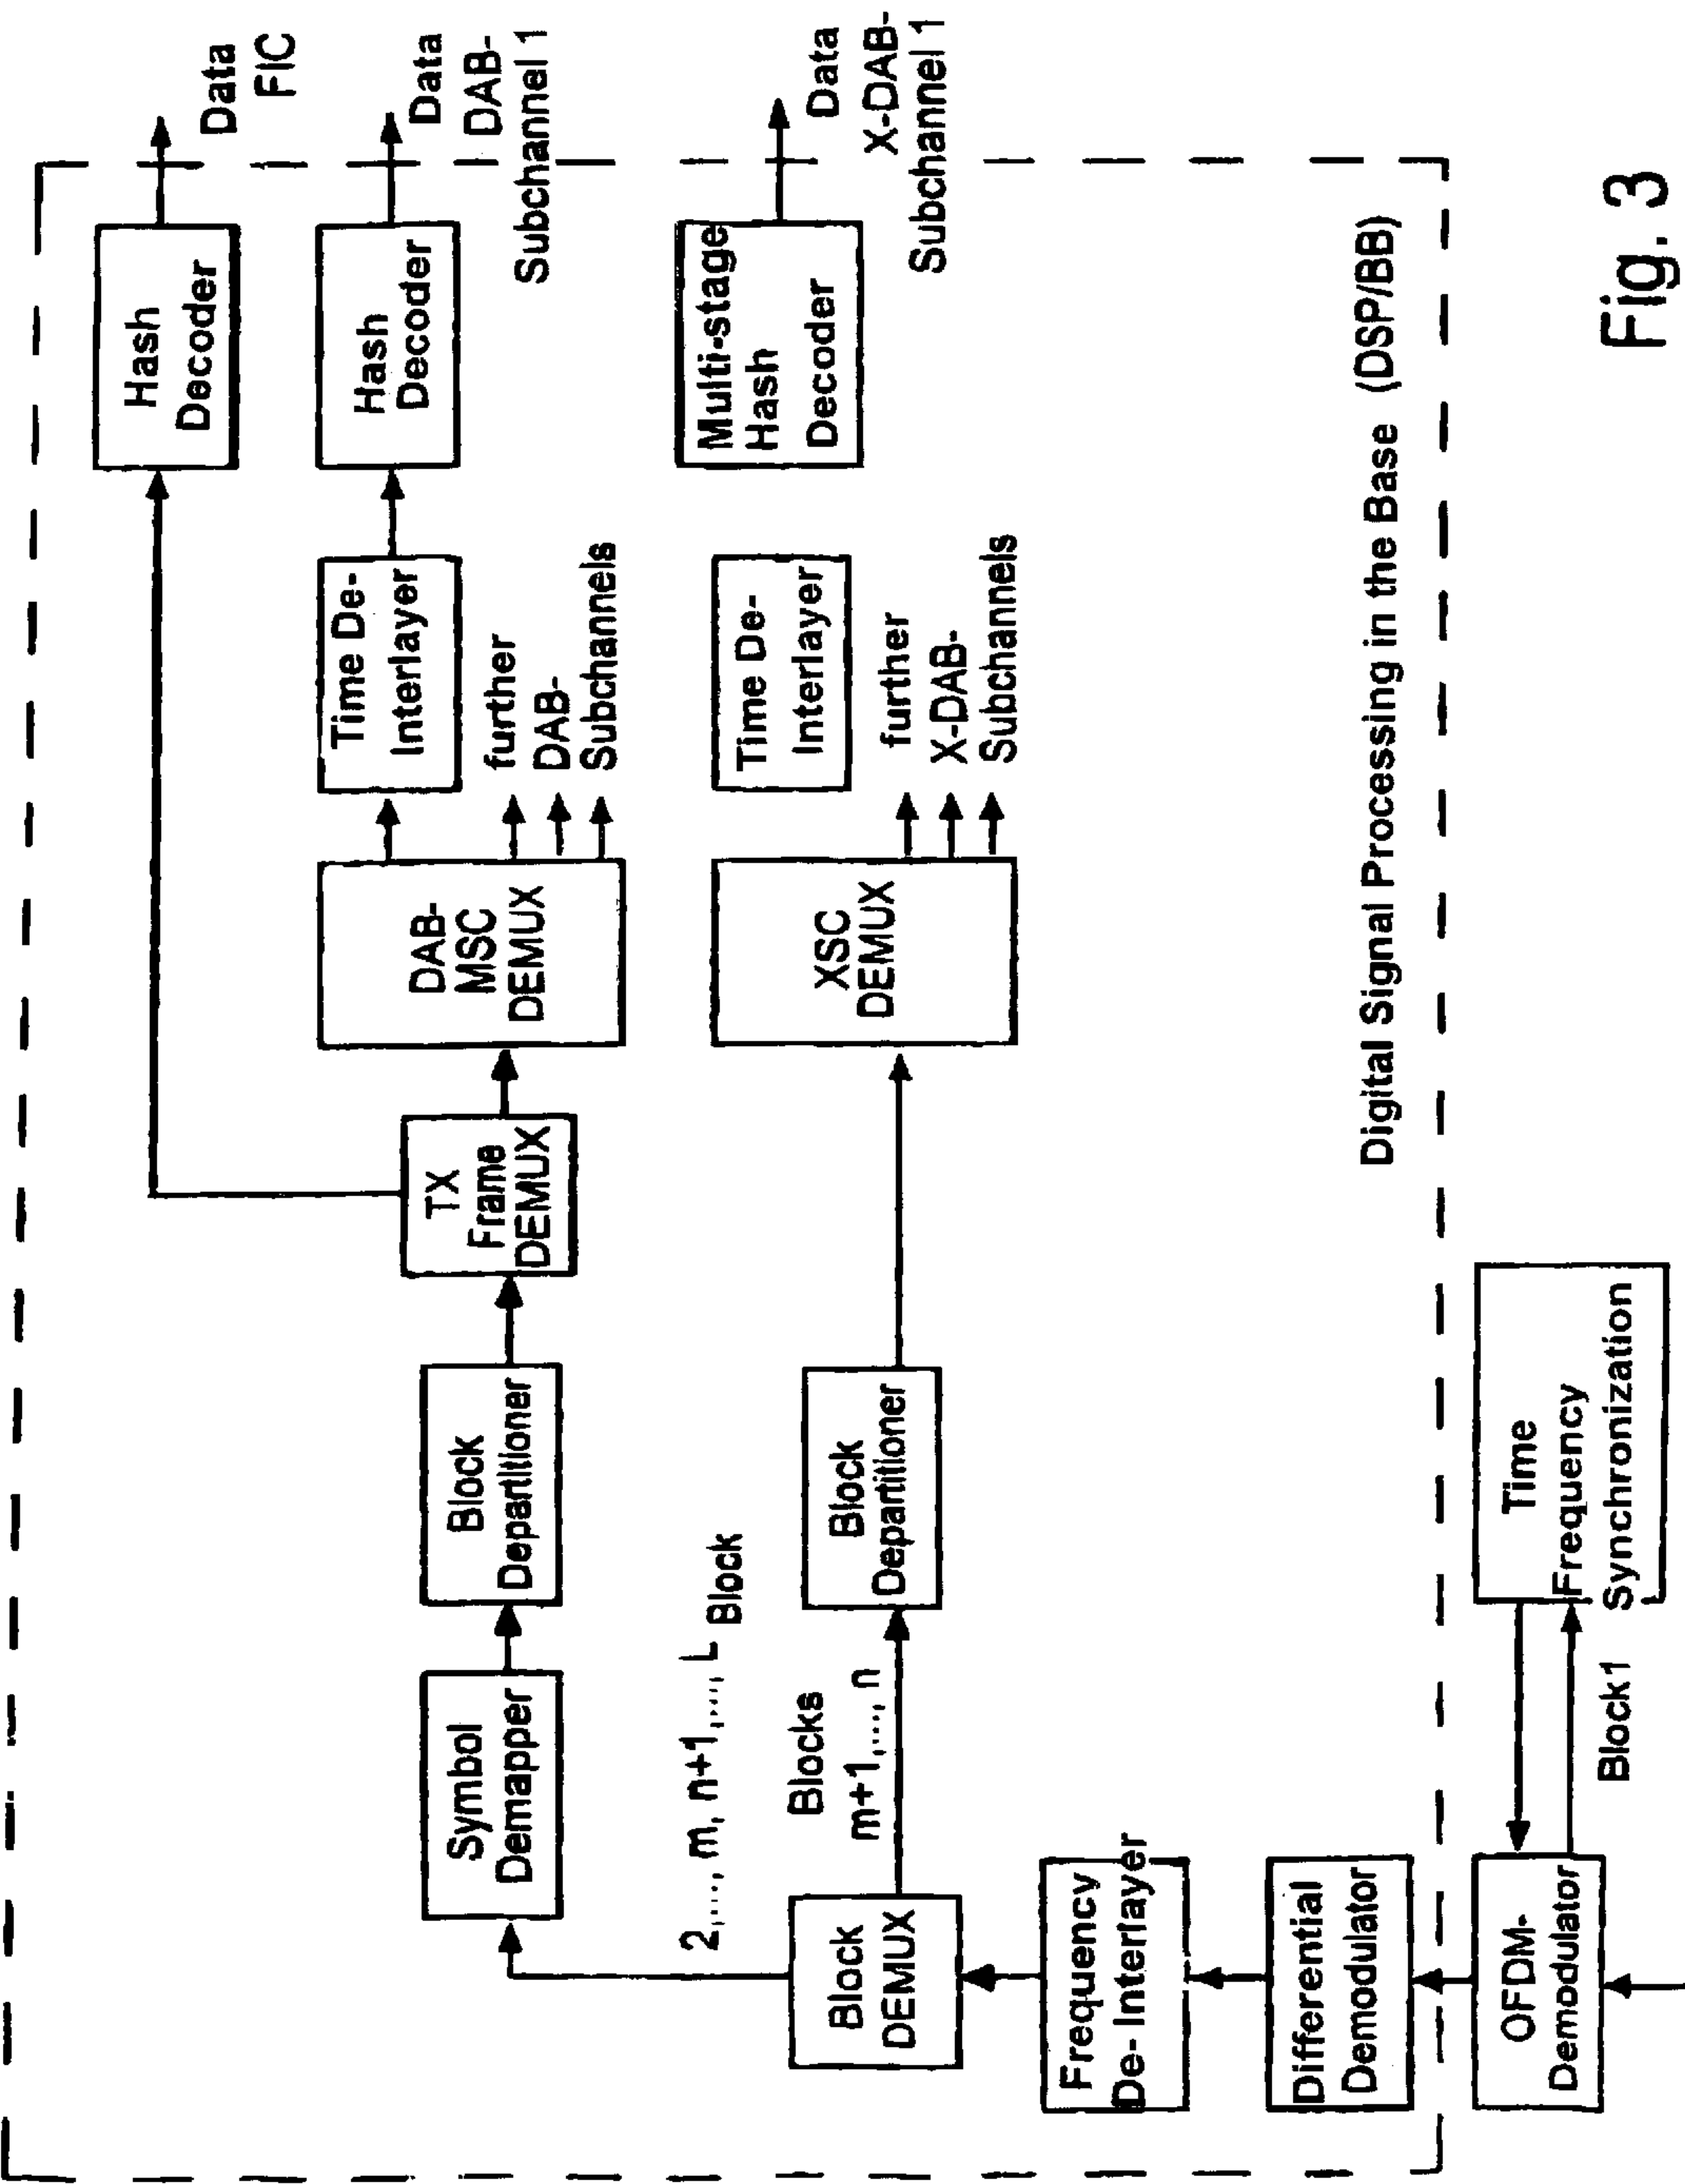 Hash
Decoder
Data
FIC
Symbol
Demapper
Block
Departitioner
TX
Frame
DEMUX
DAB-
MSC
DEMUX
Time De-
Interlayer
Hash
Decoder
Data
DAB-
Subchannel 1
further
DAB-
Subchannels
2,..., m, n+1,..., L
Block
Blocks
m+1,..., n
Block
DEMUX
Block
Departitioner
XSC
DEMUX
Time De-
Interlayer
Multi-stage
Hash
Decoder
Data
X-DAB-
Subchannel 1
further
X-DAB-
Subchannels
Frequency
De-Interlayer
Differential
Demodulator
Digital Signal Processing in the Base (DSP/BB)
OFDM-
Demodulator
Block1
Time
Frequency
Synchronization
Fig. 3